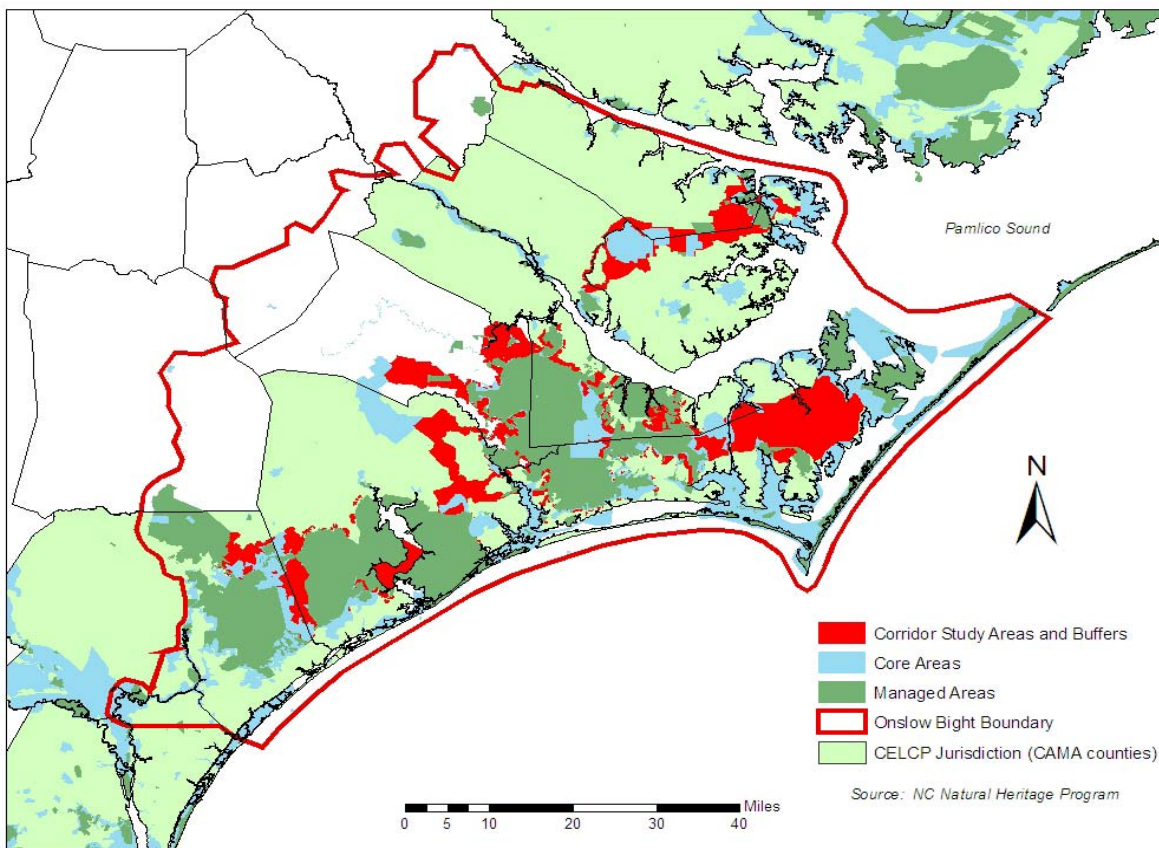 Pamlico Sound
N
Corridor Study Areas and Buffers
Core Areas
Managed Areas
Onslow Bight Boundary
CELCP Jurisdiction (CAMA counties)
Source: NC Natural Heritage Program
Miles
0 5 10 20 30 40